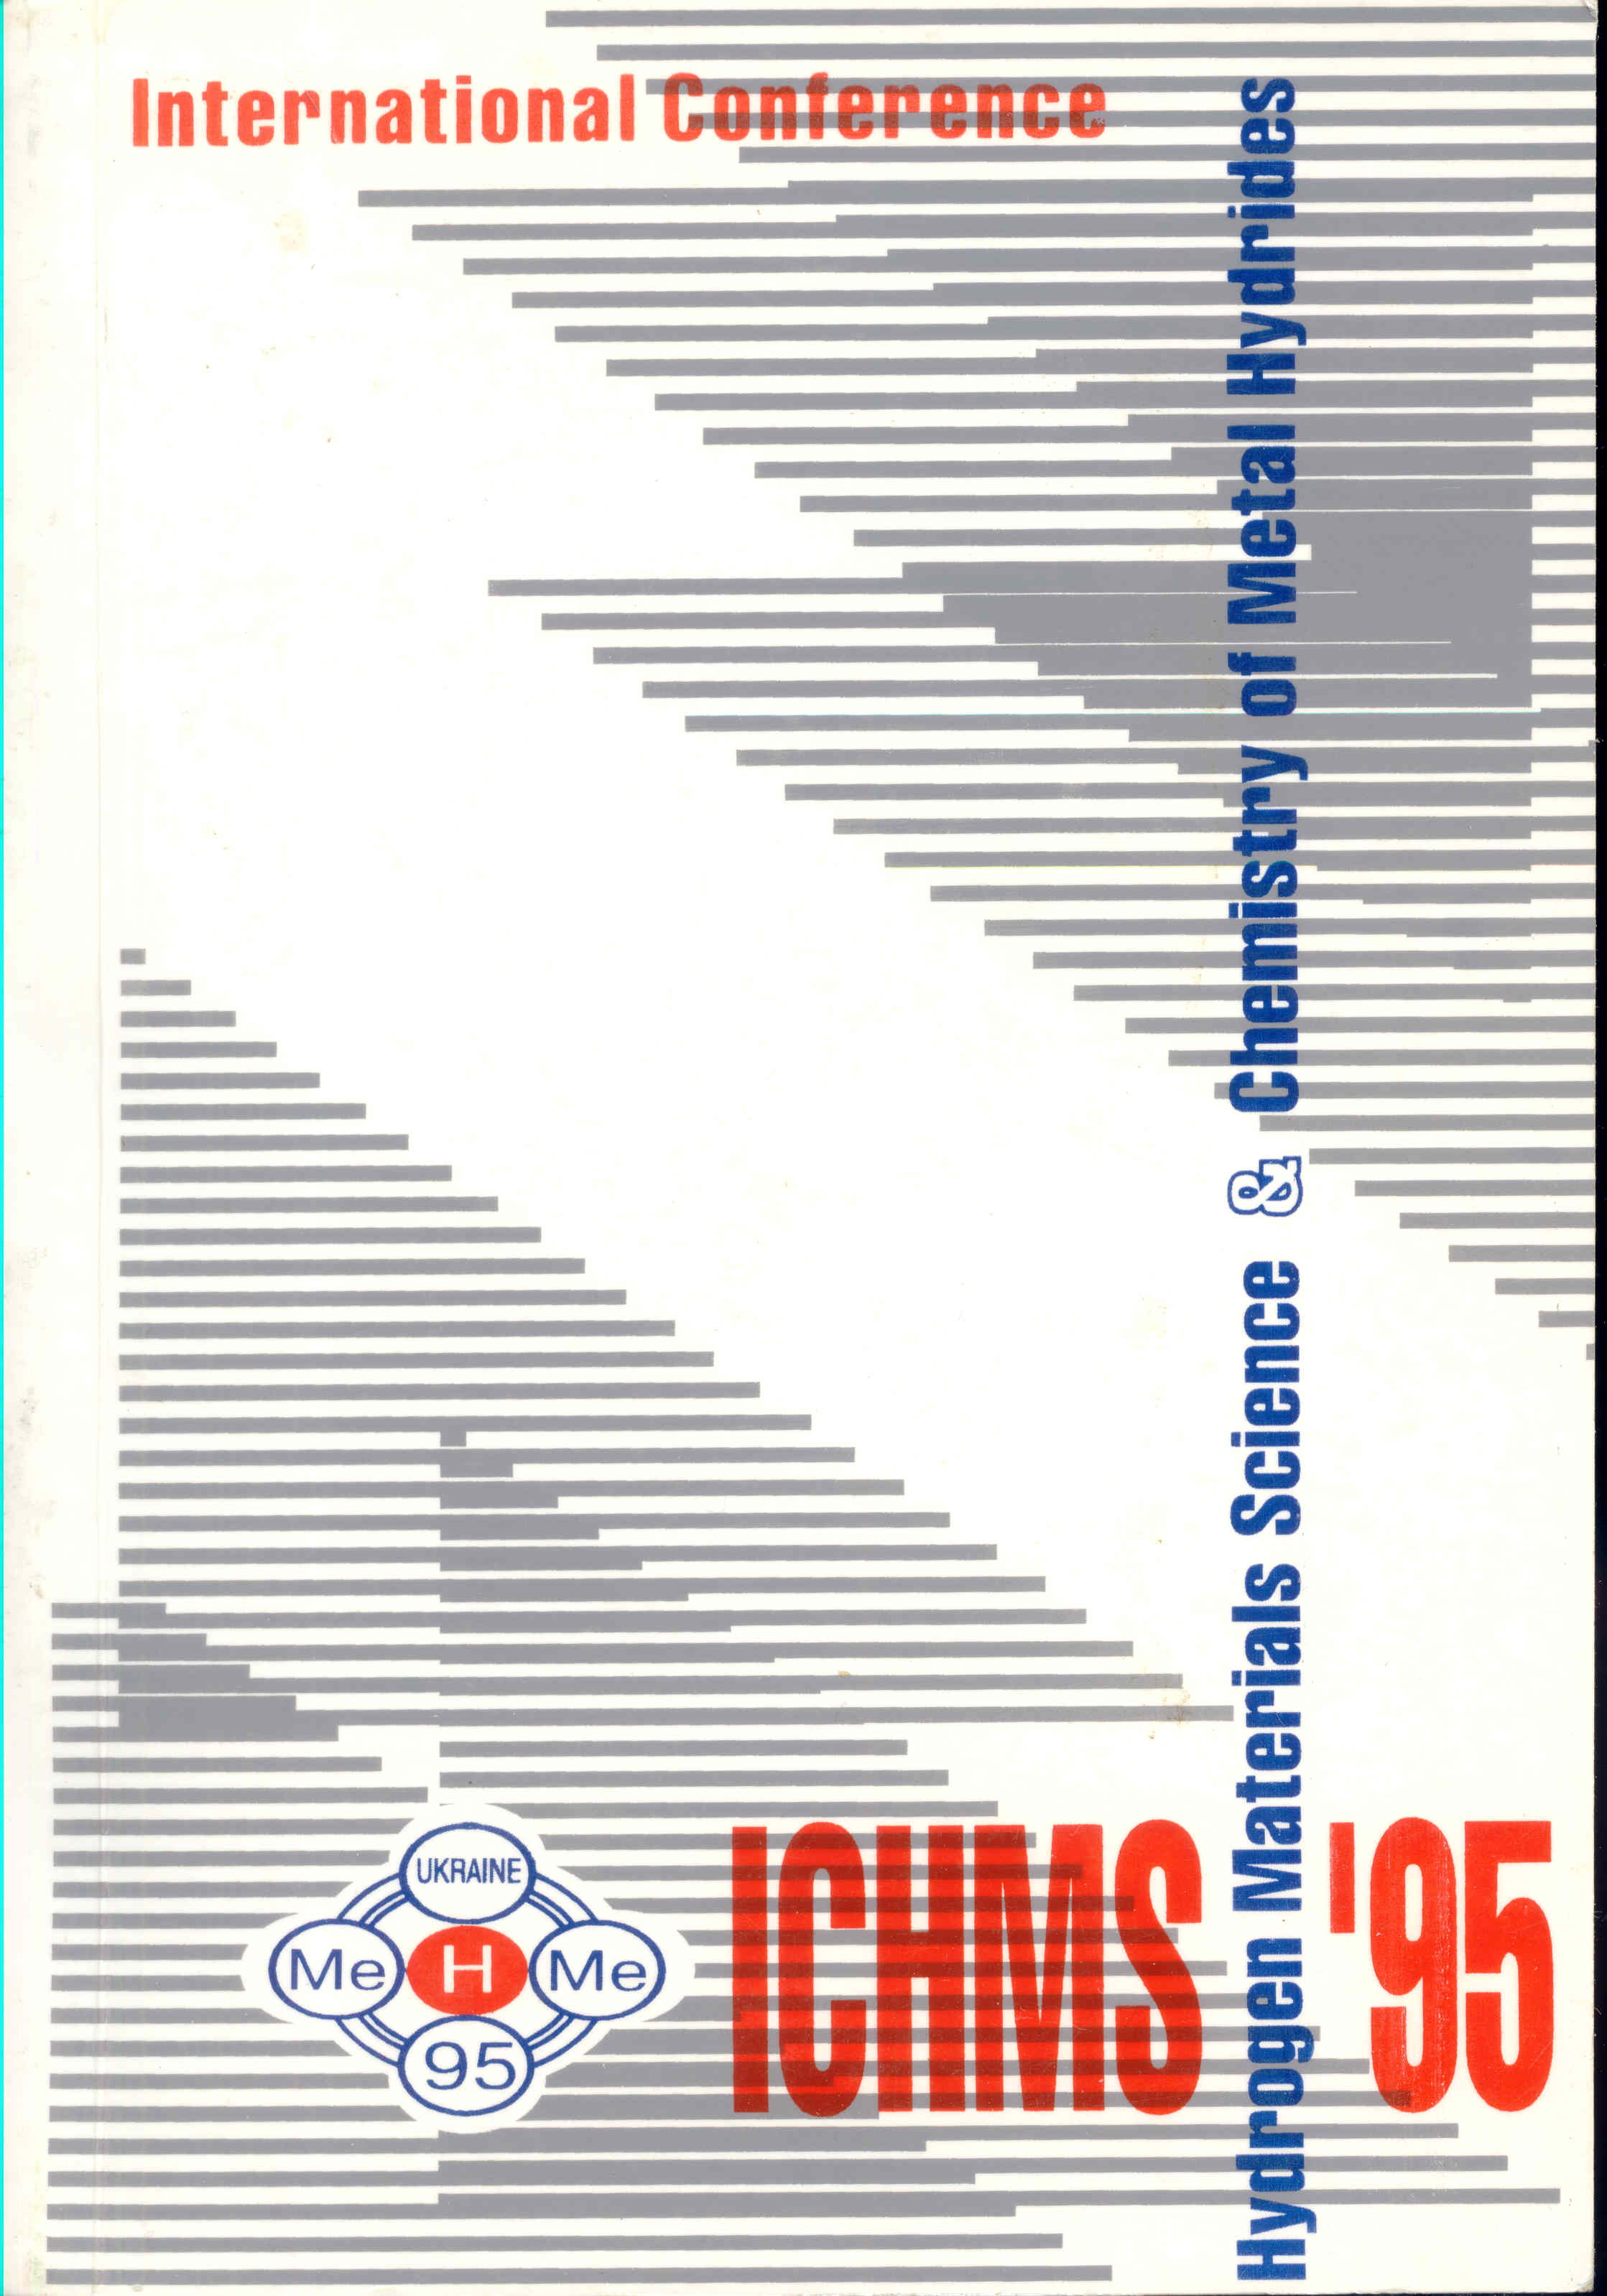 International Conference
Hydrogen Materials Science & Chemistry of Metal Hydrides
UKRAINE
Me H Me
95
ICHMS '95